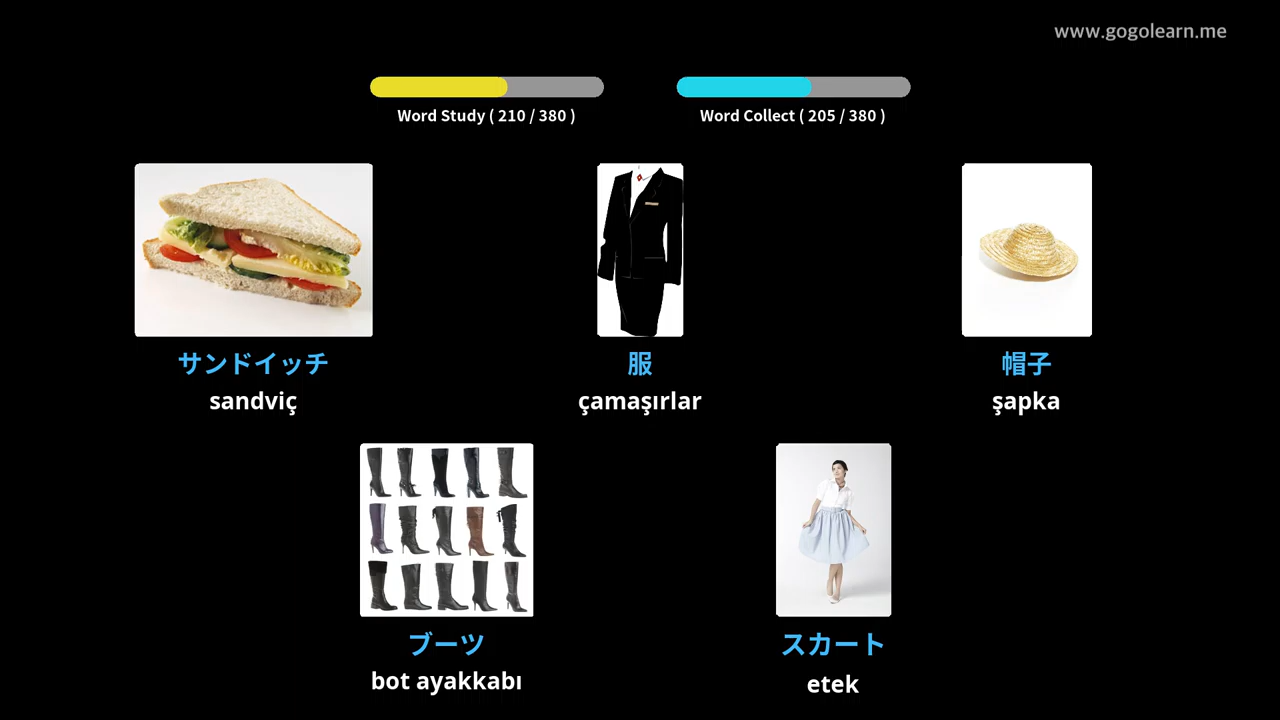 www.gogolearn.me
Word Study ( 210 / 380 )
Word Collect ( 205 / 380 )
サンドイッチ
sandviç
服
çamaşırlar
帽子
şapka
ブーツ
bot ayakkabı
スカート
etek